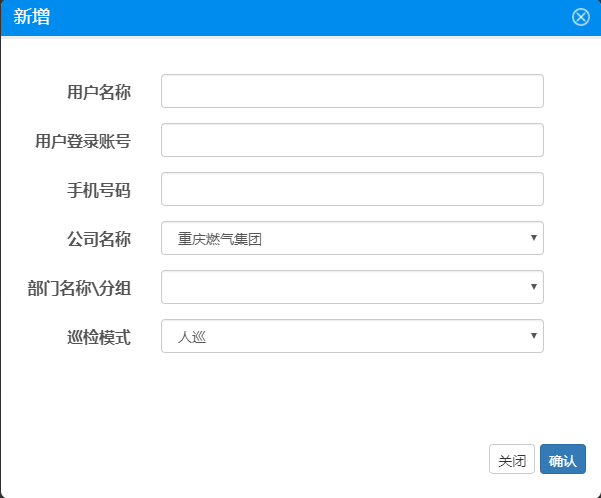 新增
用户名称
用户登录账号
手机号码
公司名称 重庆燃气集团
部门名称\分组
巡检模式 人巡
关闭 确认